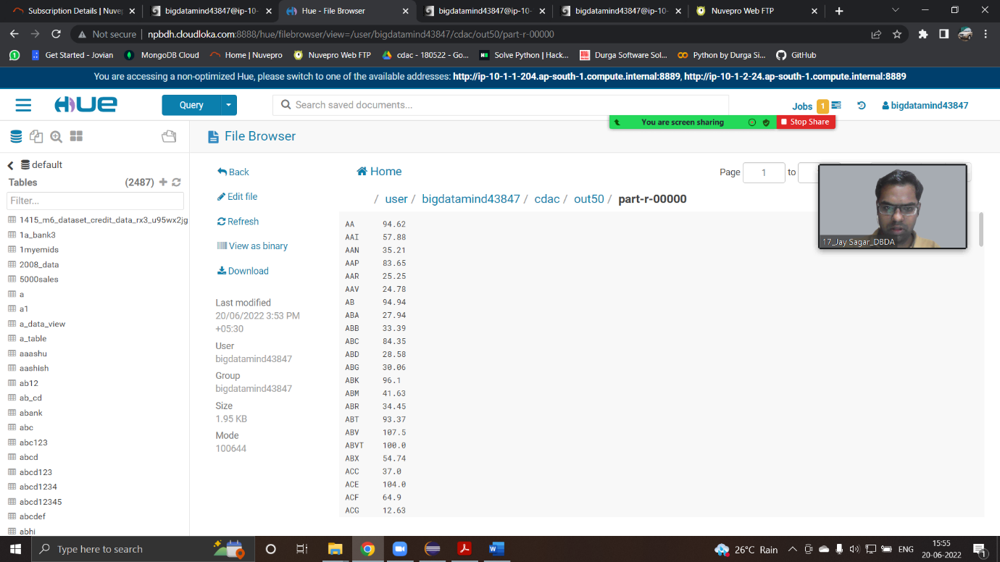 Subscription Details | Nuve
bigdatamind43847@ip-10-
Hue - File Browser
bigdatamind43847@ip-10-
bigdatamind43847@ip-10-
Nuvepro Web FTP
Not secure | npbdh.cloudloka.com:8888/hue/filebrowser/view=/user/bigdatamind43847/cdac/out50/part-r-00000
Get Started - Jovian
MongoDB Cloud
Home | Nuvepro
Nuvepro Web FTP
cdac - 180522 - Go...
Solve Python | Hack...
Durga Software Sol...
Python by Durga Si...
GitHub
You are accessing a non-optimized Hue, please switch to one of the available addresses: http://ip-10-1-1-204.ap-south-1.compute.internal:8889, http://ip-10-1-2-24.ap-south-1.compute.internal:8889
HUE
Query
Search saved documents...
Jobs 1
bigdatamind43847
You are screen sharing
Stop Share
File Browser
default
Tables (2487)
Filter...
1415_m6_dataset_credit_data_rx3_u95wx2jg
1a_bank3
1myemids
2008_data
5000sales
a
a1
a_data_view
a_table
aaashu
aashish
ab12
ab_cd
abank
abc
abc123
abcd
abcd123
abcd1234
abcd12345
abcdef
abhi
Back
Edit file
Refresh
View as binary
Download
Last modified
20/06/2022 3:53 PM
+05:30
User
bigdatamind43847
Group
bigdatamind43847
Size
1.95 KB
Mode
100644
Home
Page 1 to
/ user / bigdatamind43847 / cdac / out50 / part-r-00000
AA 94.62
AAI 57.88
AAN 35.21
AAP 83.65
AAR 25.25
AAV 24.78
AB 94.94
ABA 27.94
ABB 33.39
ABC 84.35
ABD 28.58
ABG 30.06
ABK 96.1
ABM 41.63
ABR 34.45
ABT 93.37
ABV 107.5
ABVT 100.0
ABX 54.74
ACC 37.0
ACE 104.0
ACF 64.9
ACG 12.63
17_Jay Sagar_DBDA
Type here to search
26°C Rain
ENG
15:55
20-06-2022
1